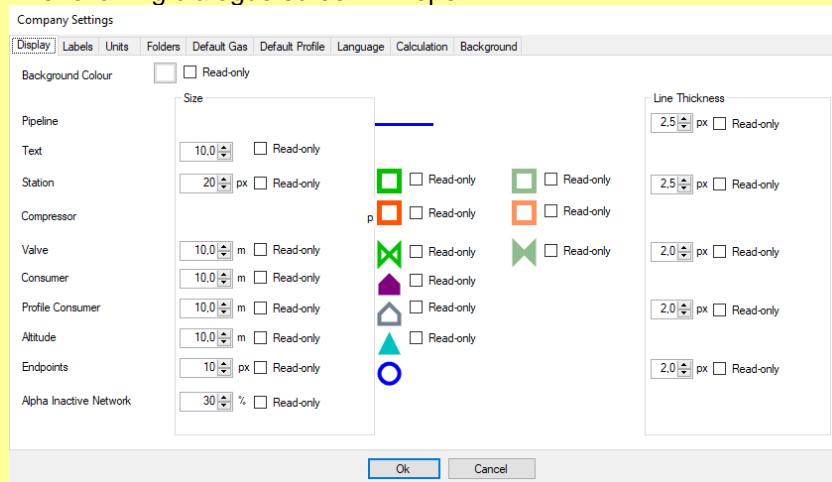 Company Settings
Display Labels Units Folders Default Gas Default Profile Language Calculation Background
Background Colour Read-only
Size Line Thickness
Pipeline 2,5 px Read-only
Text 10,0 Read-only
Station 20 px Read-only Read-only Read-only 2,5 px Read-only
Compressor p Read-only Read-only
Valve 10,0 m Read-only Read-only Read-only 2,0 px Read-only
Consumer 10,0 m Read-only Read-only
Profile Consumer 10,0 m Read-only Read-only 2,0 px Read-only
Altitude 10,0 m Read-only Read-only
Endpoints 10 px Read-only 2,0 px Read-only
Alpha Inactive Network 30 % Read-only
Ok Cancel